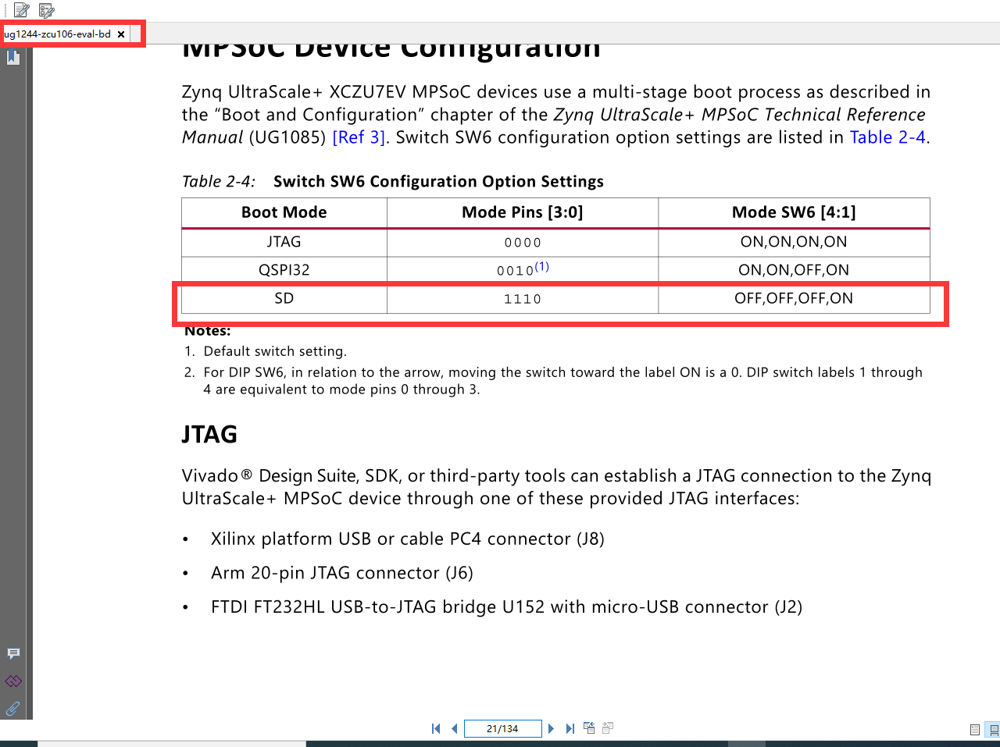 ug1244-zcu106-eval-bd
MPSoC Device Configuration
Zynq UltraScale+ XCZU7EV MPSoC devices use a multi-stage boot process as described in
the “Boot and Configuration” chapter of the Zynq UltraScale+ MPSoC Technical Reference
Manual (UG1085) [Ref 3]. Switch SW6 configuration option settings are listed in Table 2-4.
Table 2-4: Switch SW6 Configuration Option Settings
Boot Mode Mode Pins [3:0] Mode SW6 [4:1]
JTAG 0000 ON,ON,ON,ON
QSPI32 0010(1) ON,ON,OFF,ON
SD 1110 OFF,OFF,OFF,ON
Notes:
1. Default switch setting.
2. For DIP SW6, in relation to the arrow, moving the switch toward the label ON is a 0. DIP switch labels 1 through
4 are equivalent to mode pins 0 through 3.
JTAG
Vivado® Design Suite, SDK, or third-party tools can establish a JTAG connection to the Zynq
UltraScale+ MPSoC device through one of these provided JTAG interfaces:
• Xilinx platform USB or cable PC4 connector (J8)
• Arm 20-pin JTAG connector (J6)
• FTDI FT232HL USB-to-JTAG bridge U152 with micro-USB connector (J2)
21/134